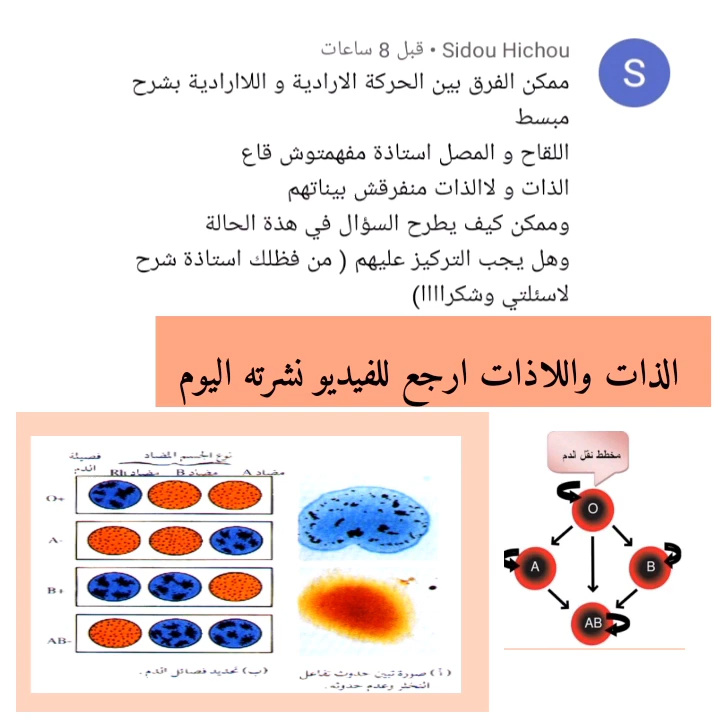 Sidou Hichou • قبل 8 ساعات
S
ممكن الفرق بين الحركة الارادية و اللاارادية بشرح
مبسط
اللقاح و المصل استاذة مفهمتوش قاع
الذات و لاالذات منفرقش بيناتهم
وممكن كيف يطرح السؤال في هذة الحالة
وهل يجب التركيز عليهم ( من فظلك استاذة شرح
لاسئلتي وشكراااا)
الذات واللاذات ارجع للفيديو نشرته اليوم
نوع الجسم المضاد
فصيلة الدم
مضاد A
مضاد B
مضاد Rh
O+
A-
B+
AB-
(أ) صورة تبين حدوث تفاعل
التخثر وعدم حدوثه.
(ب) تحديد فصائل الدم.
مخطط نقل الدم
O
A
B
AB